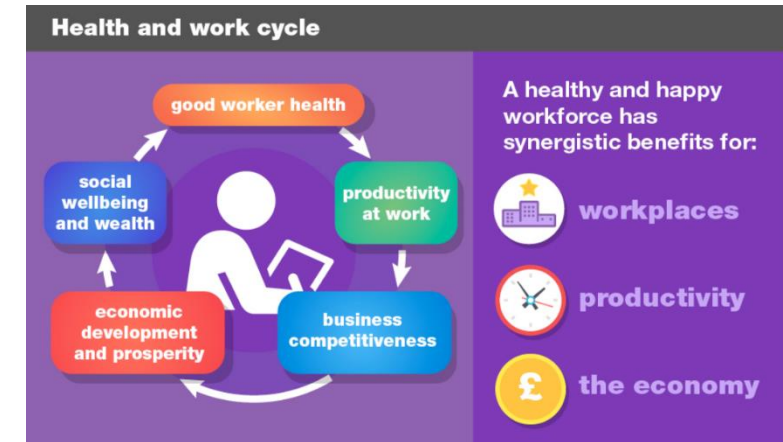 Health and work cycle
good worker health
productivity
at work
business
competitiveness
economic
development
and prosperity
social
wellbeing
and wealth
A healthy and happy
workforce has
synergistic benefits for:
workplaces
productivity
£
the economy